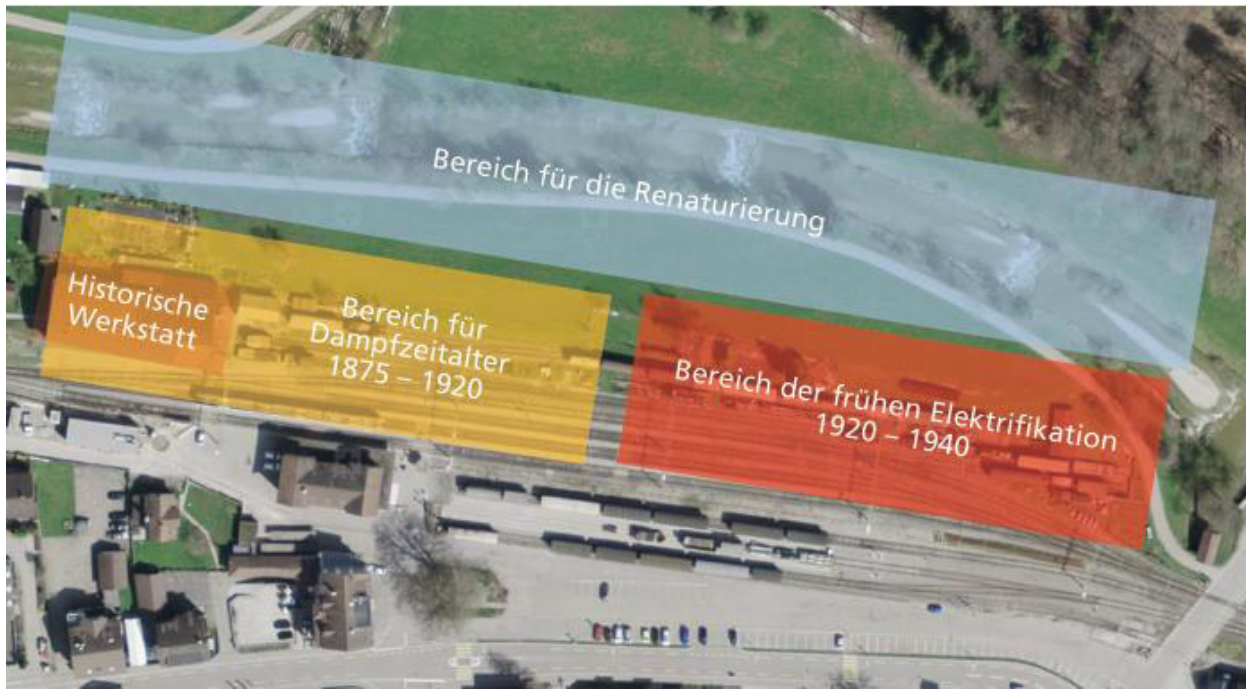 Bereich für die Renaturierung
Historische
Werkstatt
Bereich für
Dampfzeitalter
1875 – 1920
Bereich der frühen Elektrifikation
1920 – 1940